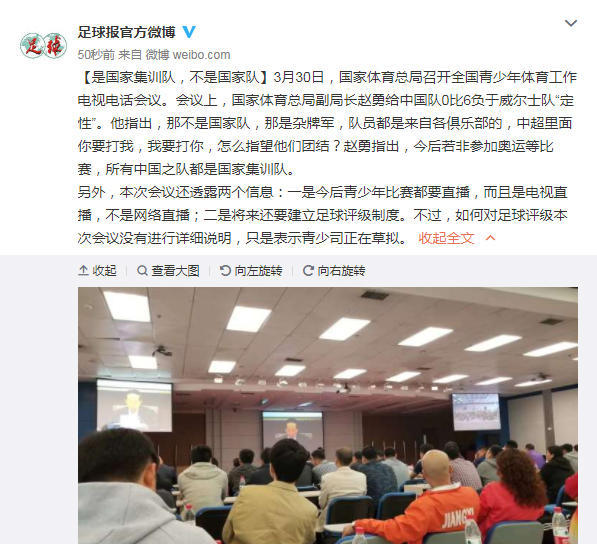 足球报官方微博
足球
50秒前 来自 微博 weibo.com
【是国家集训队，不是国家队】3月30日，国家体育总局召开全国青少年体育工作
电视电话会议。会议上，国家体育总局副局长赵勇给中国队0比6负于威尔士队“定
性”。他指出，那不是国家队，那是杂牌军，队员都是来自各俱乐部的，中超里面
你要打我，我要打你，怎么指望他们团结？赵勇指出，今后若非参加奥运等比
赛，所有中国之队都是国家集训队。
另外，本次会议还透露两个信息：一是今后青少年比赛都要直播，而且是电视直
播，不是网络直播；二是将来还要建立足球评级制度。不过，如何对足球评级本
次会议没有进行详细说明，只是表示青少司正在草拟。 收起全文
收起 查看大图 向左旋转 向右旋转